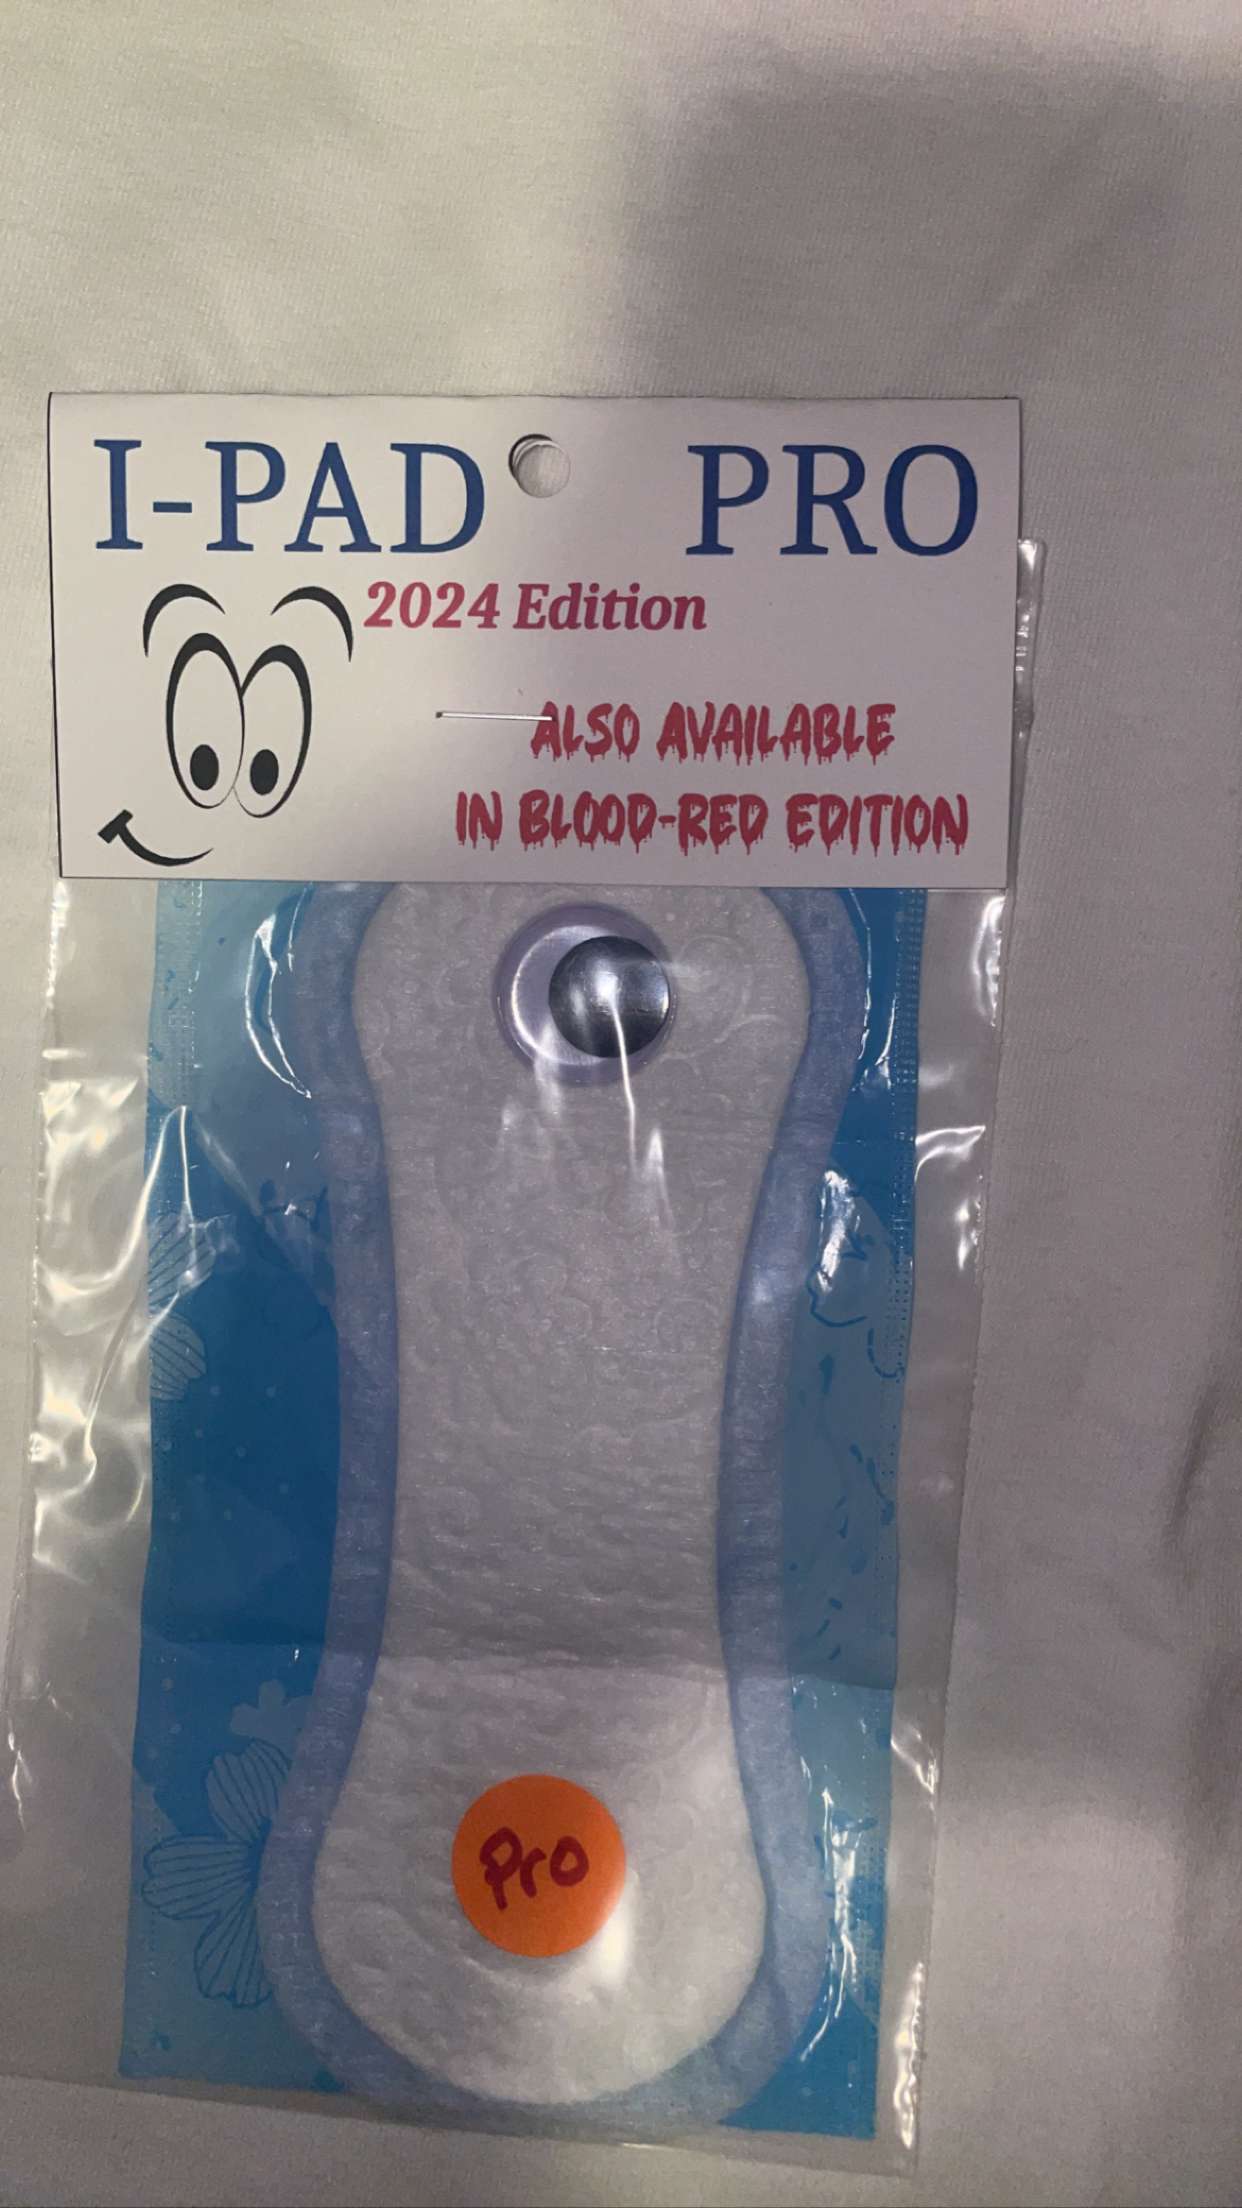 I-PAD PRO
2024 Edition
ALSO AVAILABLE
IN BLOOD-RED EDITION
Pro